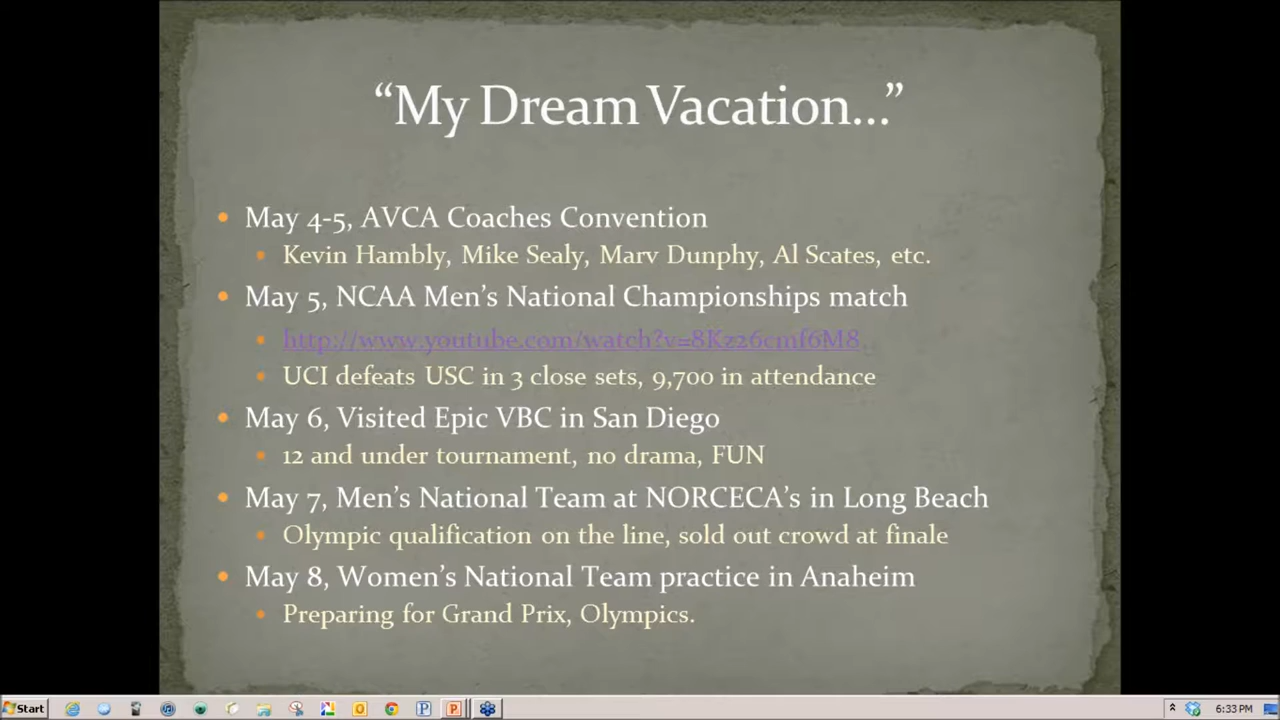 “My Dream Vacation...”
• May 4-5, AVCA Coaches Convention
• Kevin Hambly, Mike Sealy, Marv Dunphy, Al Scates, etc.
• May 5, NCAA Men’s National Championships match
• http://www.youtube.com/watch?v=8Kz26cmf6M8
• UCI defeats USC in 3 close sets, 9,700 in attendance
• May 6, Visited Epic VBC in San Diego
• 12 and under tournament, no drama, FUN
• May 7, Men’s National Team at NORCECA’s in Long Beach
• Olympic qualification on the line, sold out crowd at finale
• May 8, Women’s National Team practice in Anaheim
• Preparing for Grand Prix, Olympics.
Start 6:33 PM